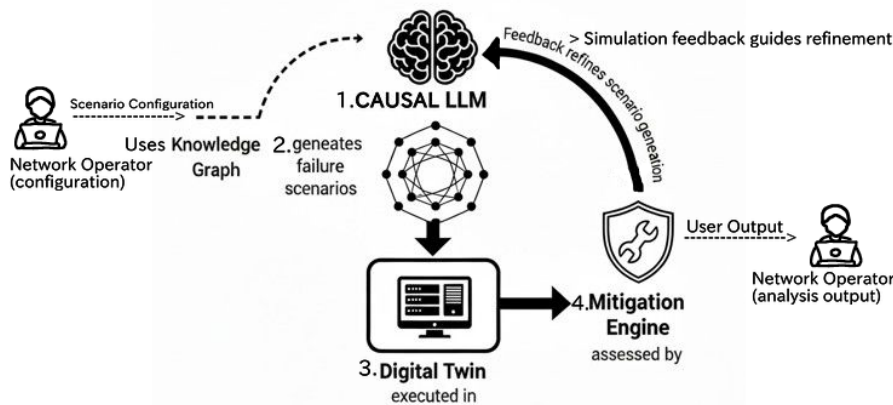 Feedback refines scenario geneation
> Simulation feedback guides refinement
Scenario Configuration
1.CAUSAL LLM
Network Operator
(configuration)
Uses Knowledge
Graph
2.geneates
failure
scenarios
User Output
Network Operator
(analysis output)
4.Mitigation
Engine
assessed by
3.Digital Twin
executed in